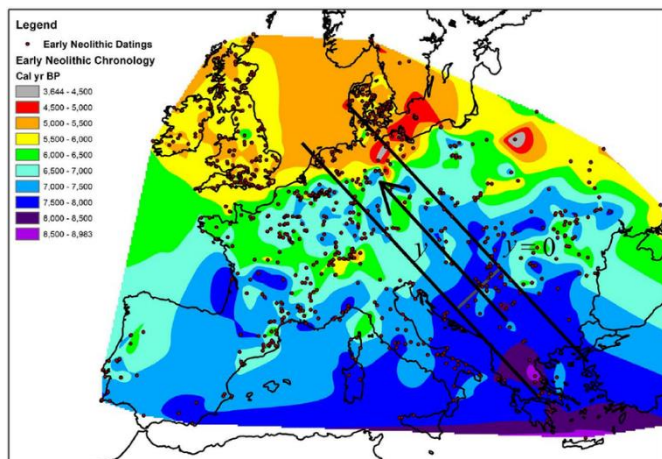 Legend
Early Neolithic Datings
Early Neolithic Chronology
Cal yr BP
3,644 - 4,500
4,500 - 5,000
5,000 - 5,500
5,500 - 6,000
6,000 - 6,500
6,500 - 7,000
7,000 - 7,500
7,500 - 8,000
8,000 - 8,500
8,500 - 8,983
y
y=0